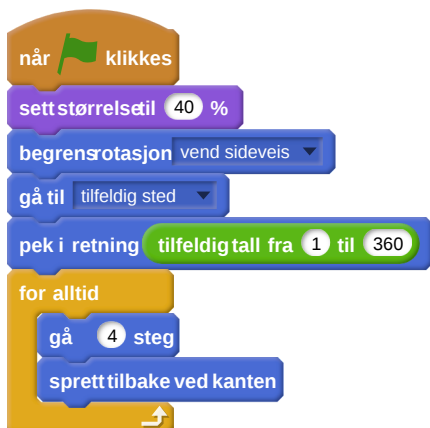 når klikkes
sett størrelse til 40 %
begrens rotasjon vend sideveis
gå til tilfeldig sted
pek i retning tilfeldig tall fra 1 til 360
for alltid
gå 4 steg
sprett tilbake ved kanten